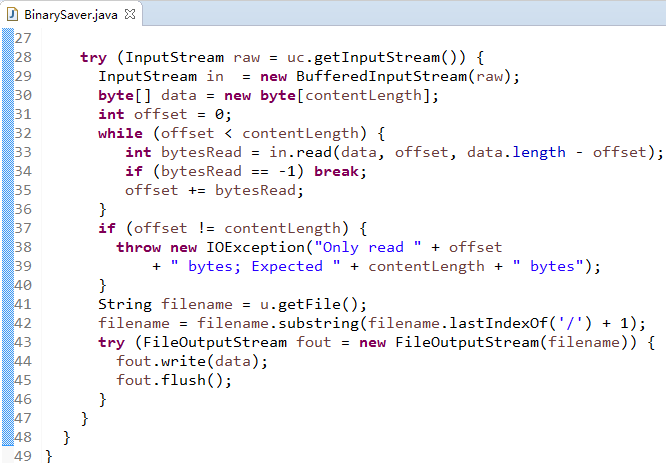 BinarySaver.java
27
28 try (InputStream raw = uc.getInputStream()) {
29 InputStream in  = new BufferedInputStream(raw);
30 byte[] data = new byte[contentLength];
31 int offset = 0;
32 while (offset < contentLength) {
33 int bytesRead = in.read(data, offset, data.length - offset);
34 if (bytesRead == -1) break;
35 offset += bytesRead;
36 }
37 if (offset != contentLength) {
38 throw new IOException("Only read " + offset
39 + " bytes; Expected " + contentLength + " bytes");
40 }
41 String filename = u.getFile();
42 filename = filename.substring(filename.lastIndexOf('/') + 1);
43 try (FileOutputStream fout = new FileOutputStream(filename)) {
44 fout.write(data);
45 fout.flush();
46 }
47 }
48 }
49 }